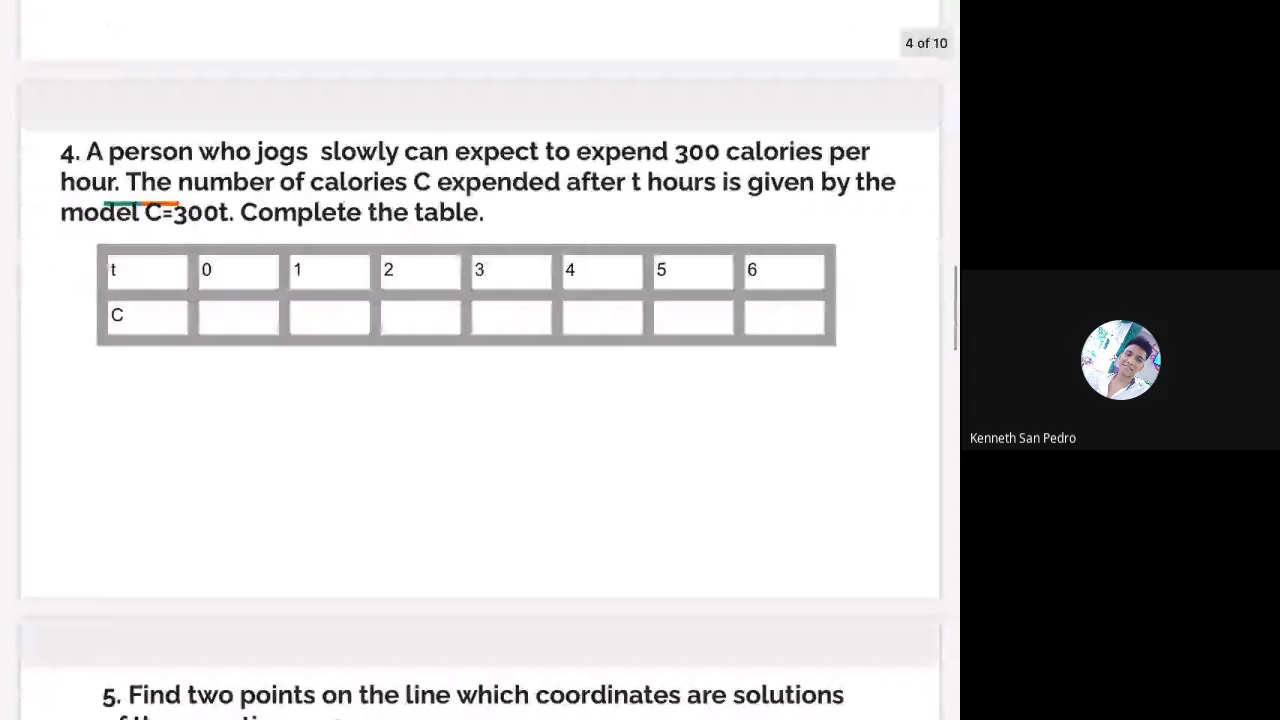 4 of 10
4. A person who jogs slowly can expect to expend 300 calories per
hour. The number of calories C expended after t hours is given by the
model C=300t. Complete the table.
t 0 1 2 3 4 5 6
C
Kenneth San Pedro
5. Find two points on the line which coordinates are solutions